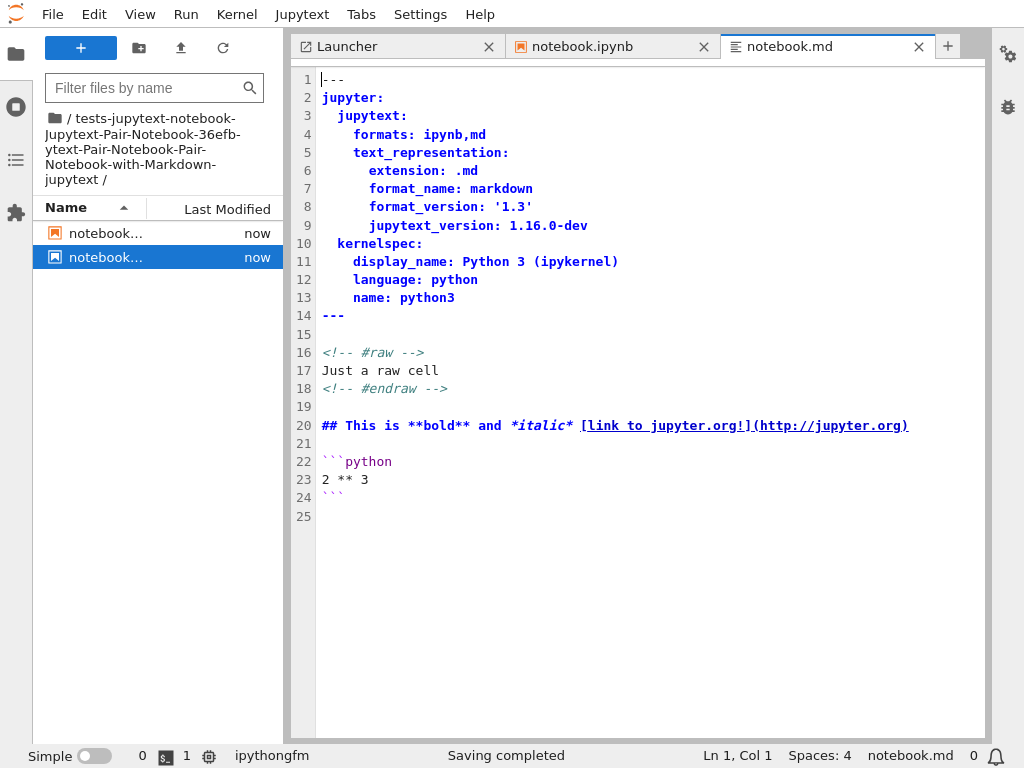 File Edit View Run Kernel Jupytext Tabs Settings Help
Filter files by name
/ tests-jupytext-notebook-
Jupytext-Pair-Notebook-36efb-
ytext-Pair-Notebook-Pair-
Notebook-with-Markdown-
jupytext /
Name Last Modified
notebook… now
notebook… now
Launcher notebook.ipynb notebook.md
1 ---
2 jupyter:
3   jupytext:
4     formats: ipynb,md
5     text_representation:
6       extension: .md
7       format_name: markdown
8       format_version: '1.3'
9       jupytext_version: 1.16.0-dev
10   kernelspec:
11     display_name: Python 3 (ipykernel)
12     language: python
13     name: python3
14 ---
15
16 <!-- #raw -->
17 Just a raw cell
18 <!-- #endraw -->
19
20 ## This is **bold** and *italic* [link to jupyter.org!](http://jupyter.org)
21
22 ```python
23 2 ** 3
24 ```
25
Simple 0 $_ 1 ipythongfm Saving completed Ln 1, Col 1 Spaces: 4 notebook.md 0